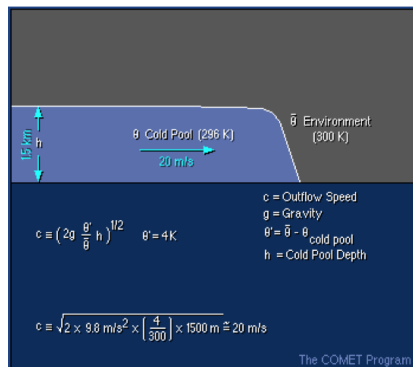 θ̄ Environment
(300 K)
1.5 km
h
θ Cold Pool (296 K)
20 m/s
c = Outflow Speed
g = Gravity
θ' = θ̄ - θ cold pool
h = Cold Pool Depth
c ≡ (2g θ'/θ̄ h)^1/2 θ' = 4K
c ≡ √2 x 9.8 m/s² x (4/300) x 1500 m ≅ 20 m/s
The COMET Program